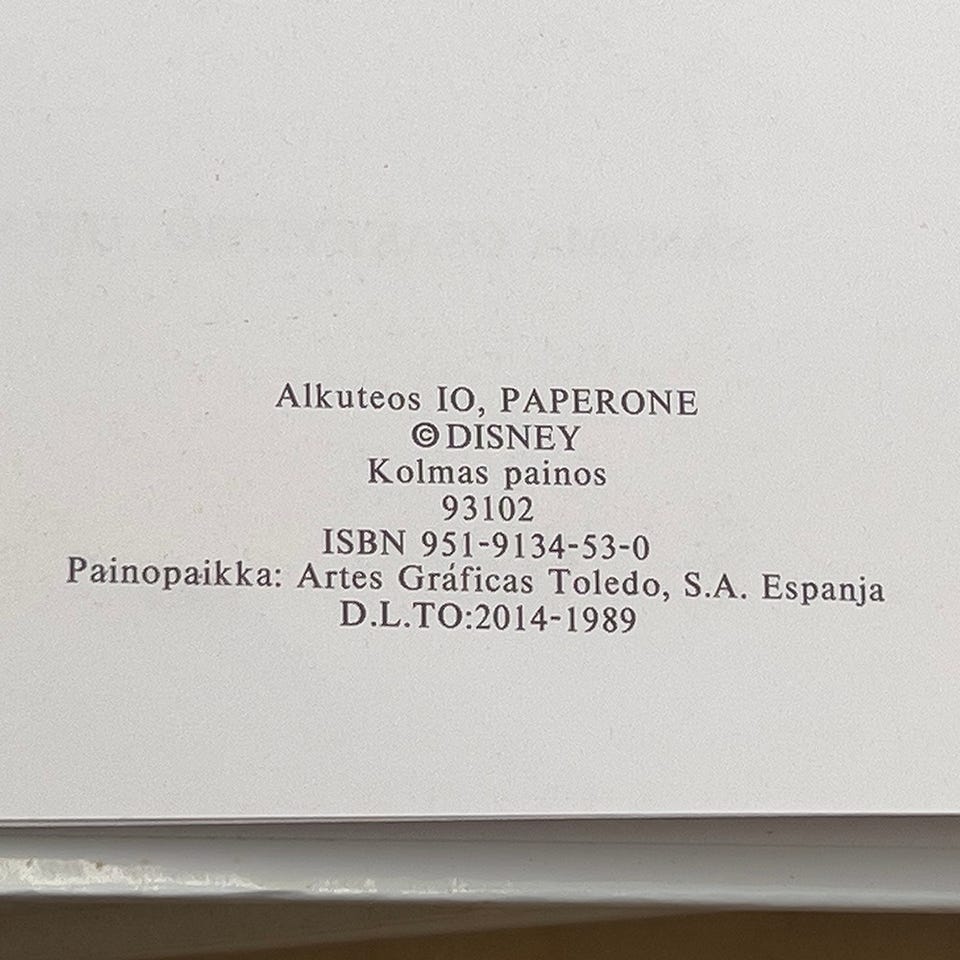 Alkuteos IO, PAPERONE
© DISNEY
Kolmas painos
93102
ISBN 951-9134-53-0
Painopaikka: Artes Gráficas Toledo, S.A. Espanja
D.L.TO:2014-1989